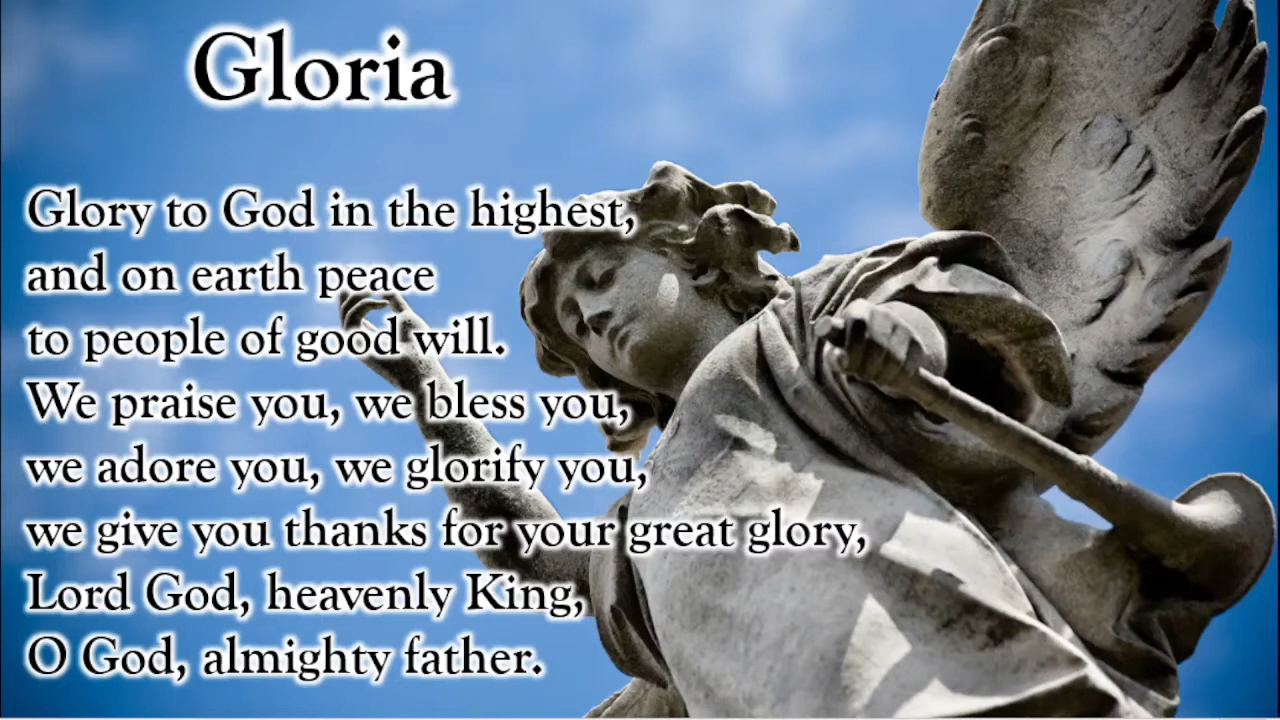 Gloria
Glory to God in the highest,
and on earth peace
to people of good will.
We praise you, we bless you,
we adore you, we glorify you,
we give you thanks for your great glory,
Lord God, heavenly King,
O God, almighty father.